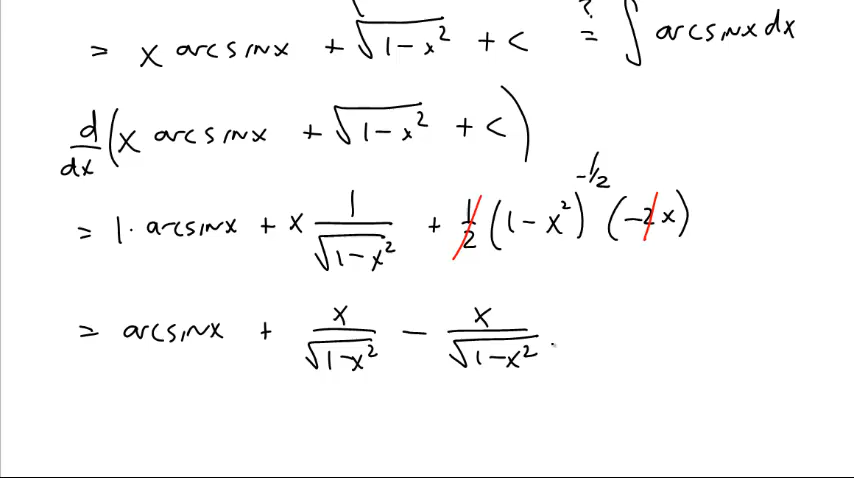 = x arcsinx + √(1-x²) + c ?= ∫ arcsinx dx
d/dx (x arcsinx + √(1-x²) + c)
= 1 · arcsinx + x 1/√(1-x²) + 1/2 (1-x²)^(-1/2) (-2x)
= arcsinx + x/√(1-x²) - x/√(1-x²)